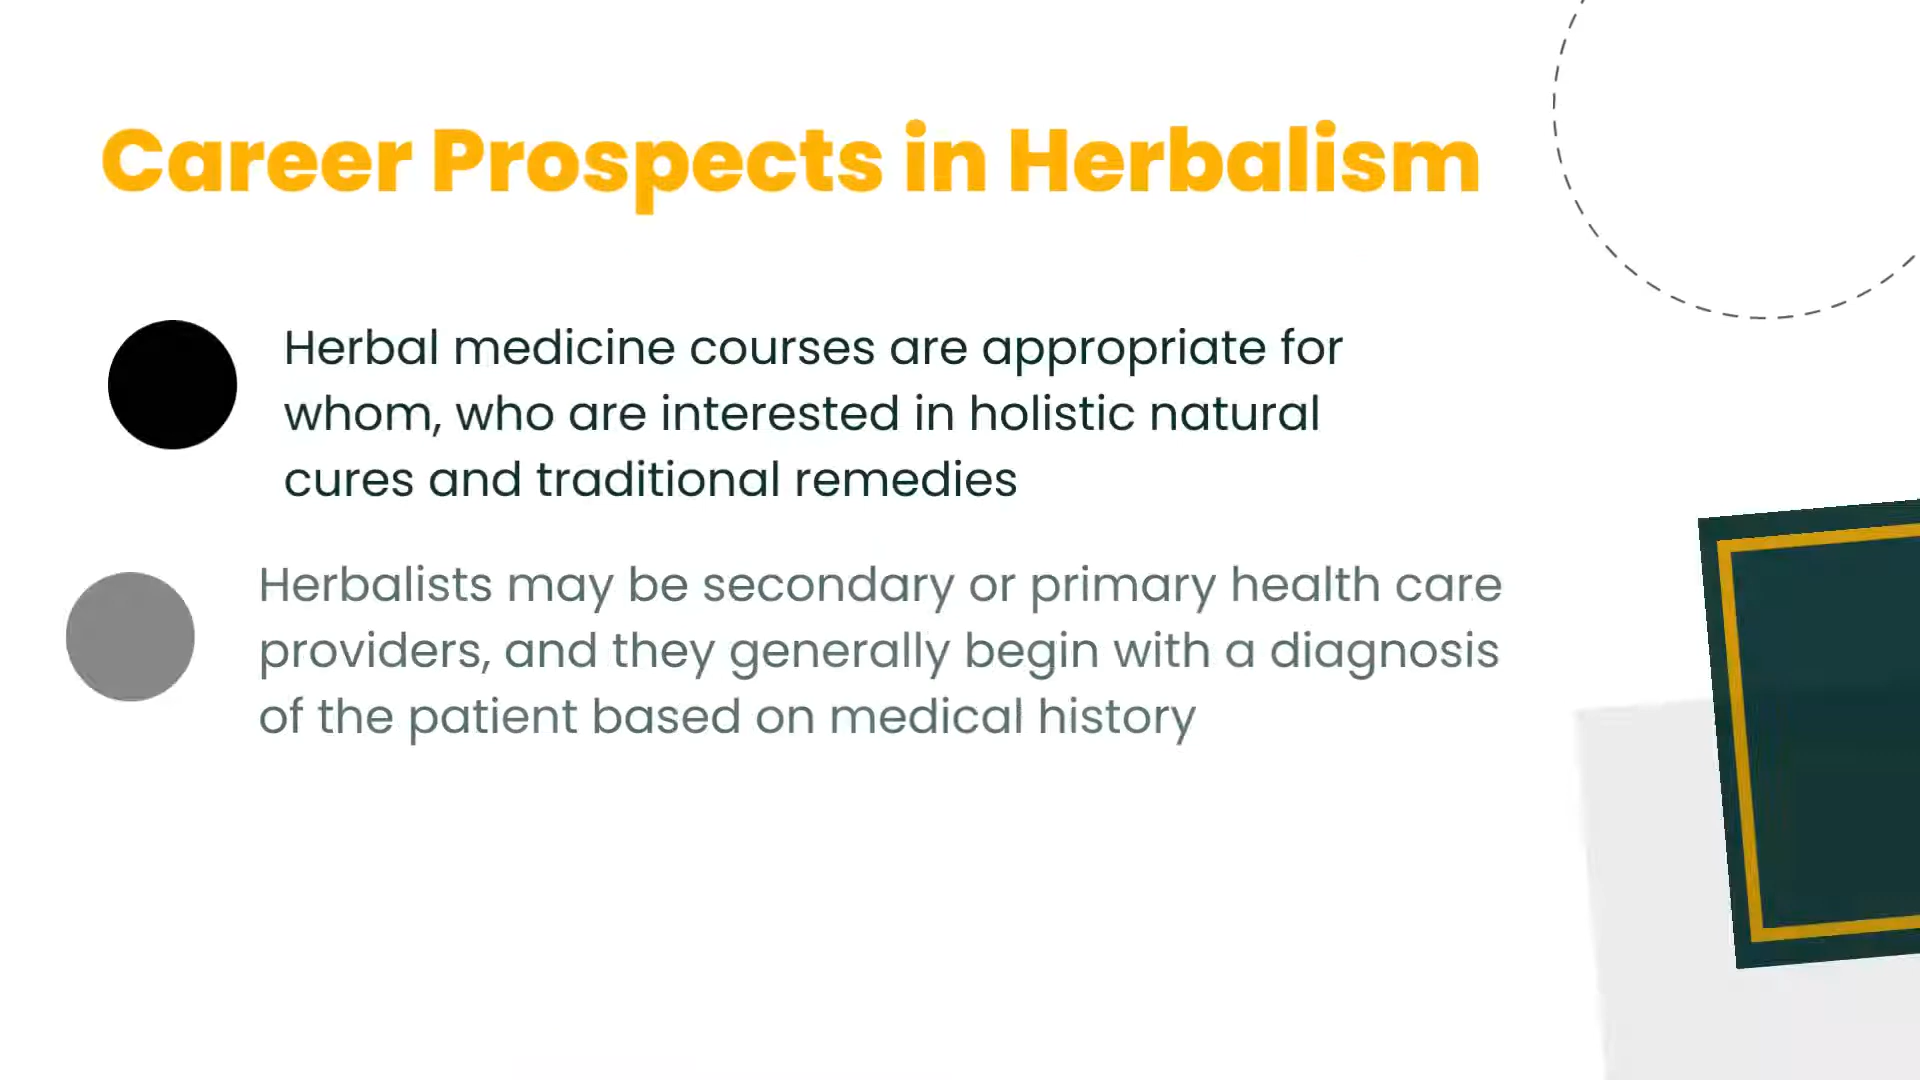 Career Prospects in Herbalism
Herbal medicine courses are appropriate for
whom, who are interested in holistic natural
cures and traditional remedies
Herbalists may be secondary or primary health care
providers, and they generally begin with a diagnosis
of the patient based on medical history